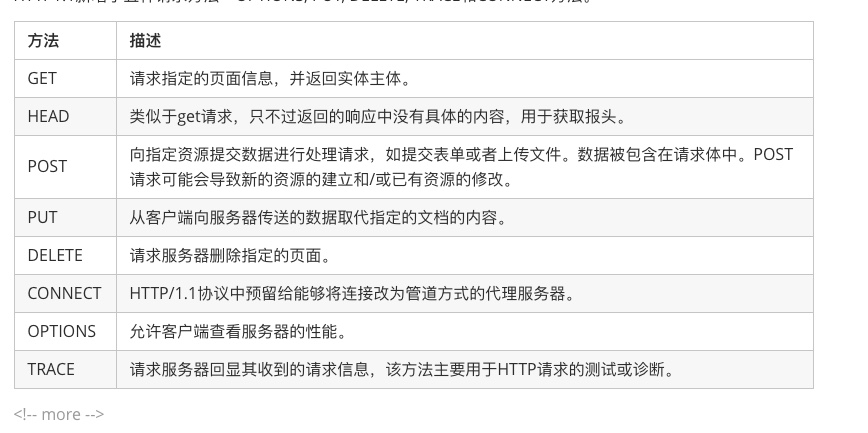 方法 描述
GET 请求指定的页面信息，并返回实体主体。
HEAD 类似于get请求，只不过返回的响应中没有具体的内容，用于获取报头。
POST 向指定资源提交数据进行处理请求，如提交表单或者上传文件。数据被包含在请求体中。POST
请求可能会导致新的资源的建立和/或已有资源的修改。
PUT 从客户端向服务器传送的数据取代指定的文档的内容。
DELETE 请求服务器删除指定的页面。
CONNECT HTTP/1.1协议中预留给能够将连接改为管道方式的代理服务器。
OPTIONS 允许客户端查看服务器的性能。
TRACE 请求服务器回显其收到的请求信息，该方法主要用于HTTP请求的测试或诊断。
<!-- more -->